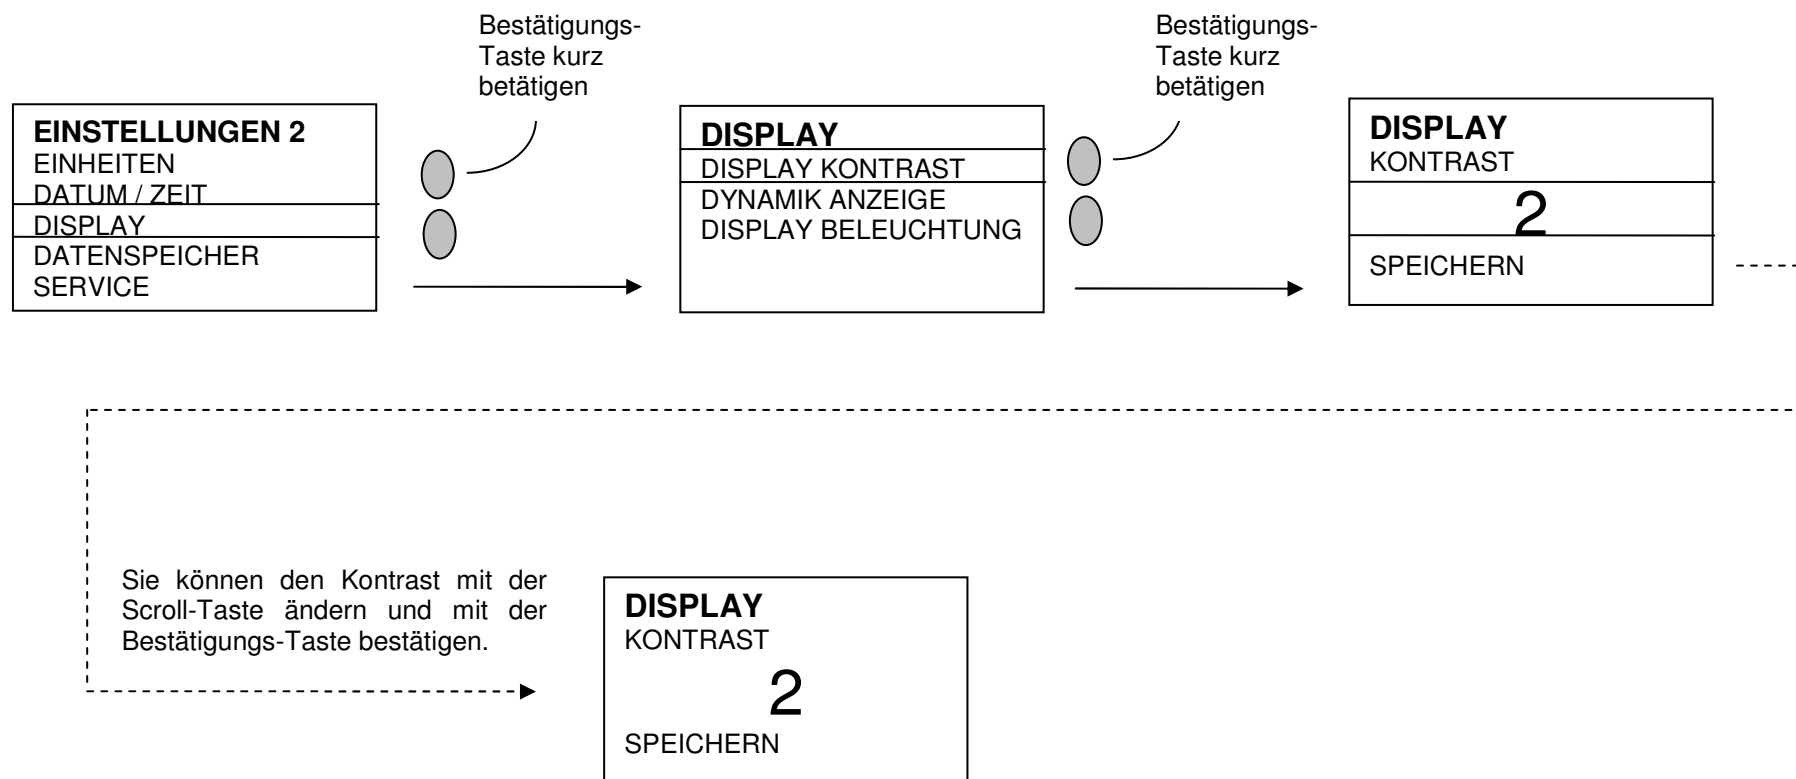 Bestätigungs-
Taste kurz
betätigen
EINSTELLUNGEN 2
EINHEITEN
DATUM / ZEIT
DISPLAY
DATENSPEICHER
SERVICE
DISPLAY
DISPLAY KONTRAST
DYNAMIK ANZEIGE
DISPLAY BELEUCHTUNG
Bestätigungs-
Taste kurz
betätigen
DISPLAY
KONTRAST
2
SPEICHERN
Sie können den Kontrast mit der
Scroll-Taste ändern und mit der
Bestätigungs-Taste bestätigen.
DISPLAY
KONTRAST
2
SPEICHERN